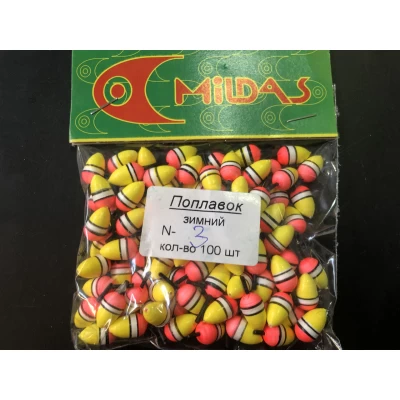 MilDAS
Поплавок
зимний
N- 3
кол-во 100 шт